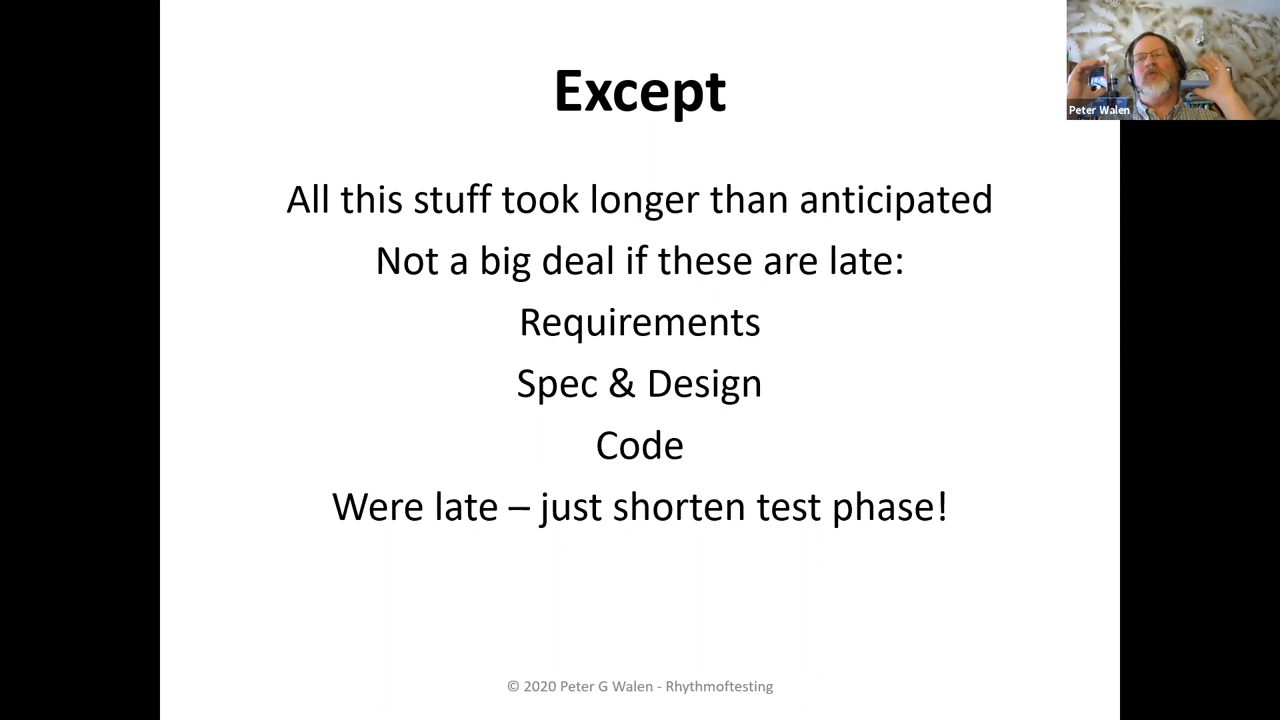 Except
All this stuff took longer than anticipated
Not a big deal if these are late:
Requirements
Spec & Design
Code
Were late – just shorten test phase!
© 2020 Peter G Walen - Rhythmoftesting
Peter Walen